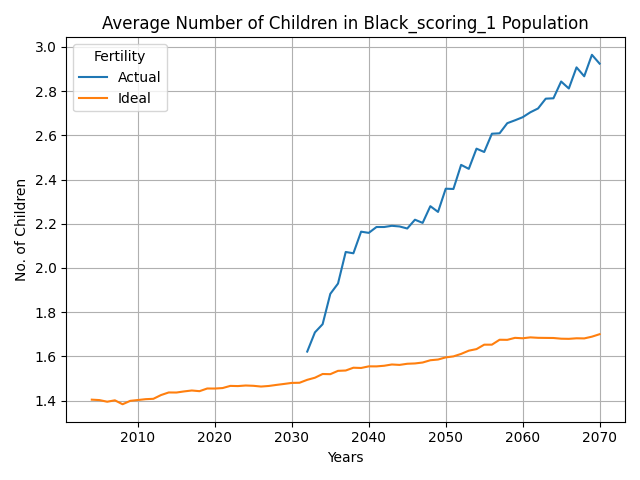 Average Number of Children in Black_scoring_1 Population
Fertility
Actual
Ideal
No. of Children
3.0
2.8
2.6
2.4
2.2
2.0
1.8
1.6
1.4
2010 2020 2030 2040 2050 2060 2070
Years